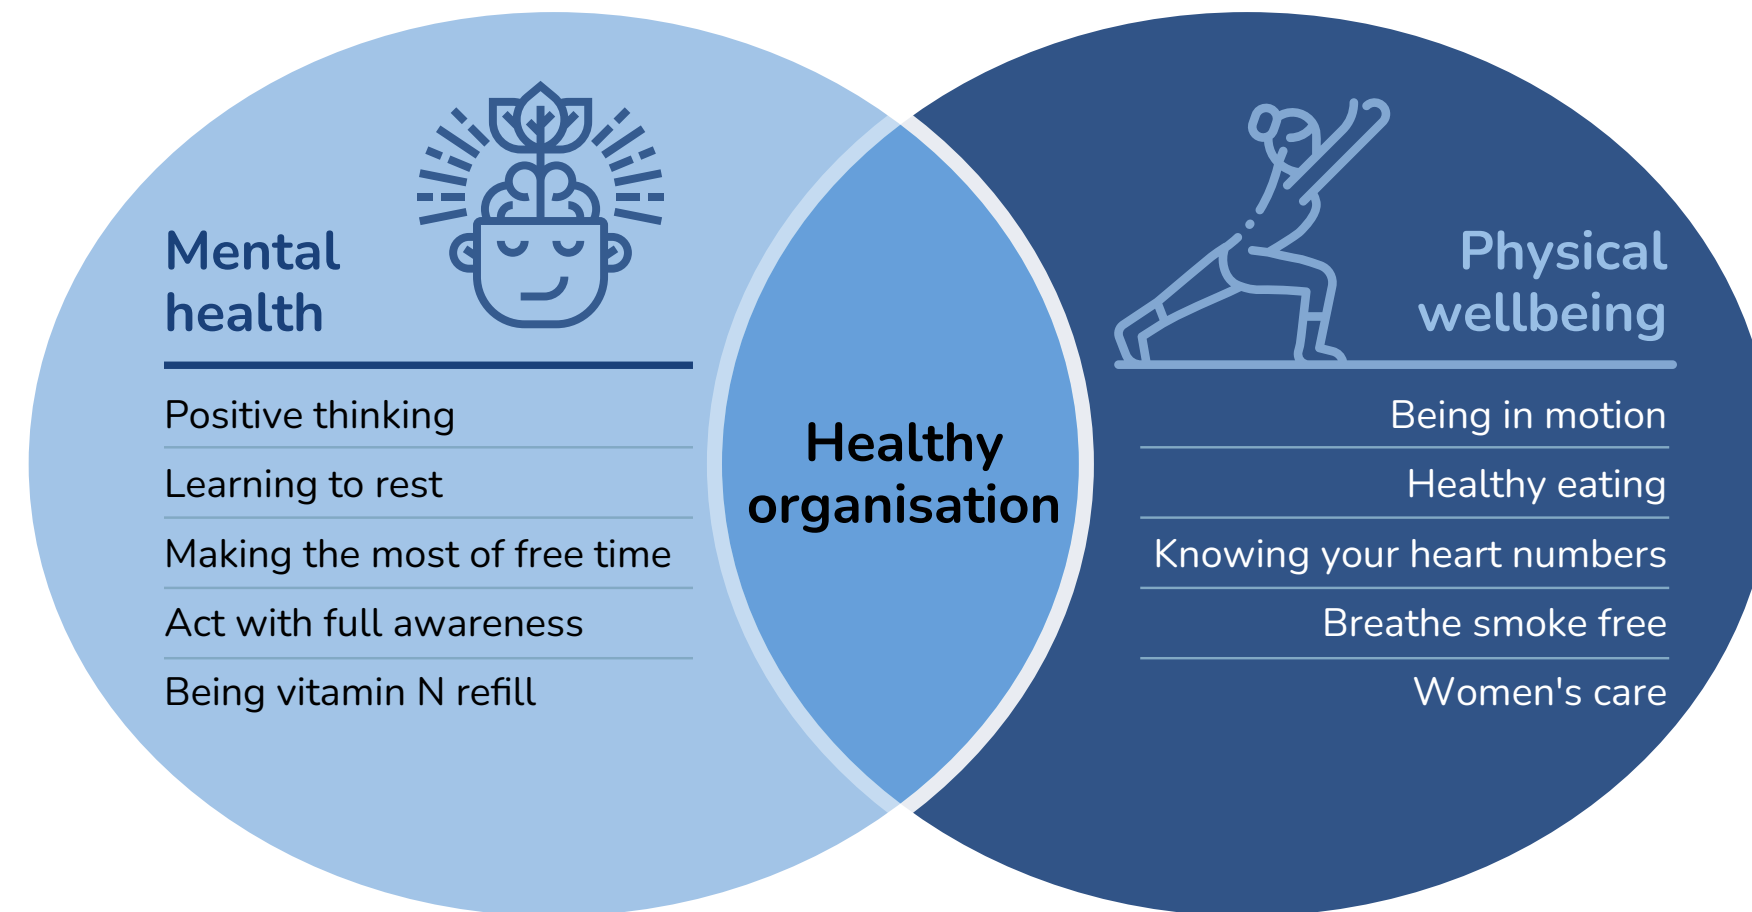 Mental
health
Positive thinking
Learning to rest
Making the most of free time
Act with full awareness
Being vitamin N refill
Healthy
organisation
Physical
wellbeing
Being in motion
Healthy eating
Knowing your heart numbers
Breathe smoke free
Women's care